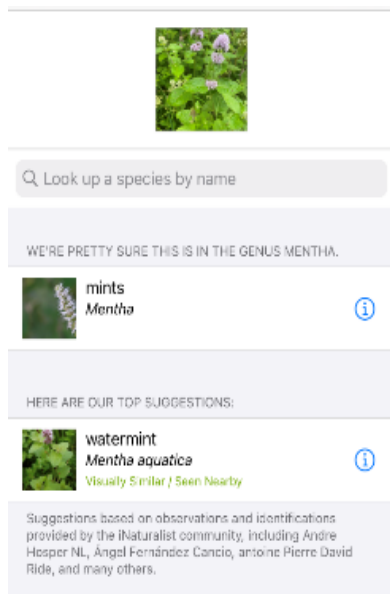 Look up a species by name
WE'RE PRETTY SURE THIS IS IN THE GENUS MENTHA.
mints
Mentha
HERE ARE OUR TOP SUGGESTIONS:
watermint
Mentha aquatica
Visually Similar / Seen Nearby
Suggestions based on observations and identifications
provided by the iNaturalist community, including Andre
Hosper NL, Ángel Fernández Cancio, antoine Pierre David
Ride, and many others.